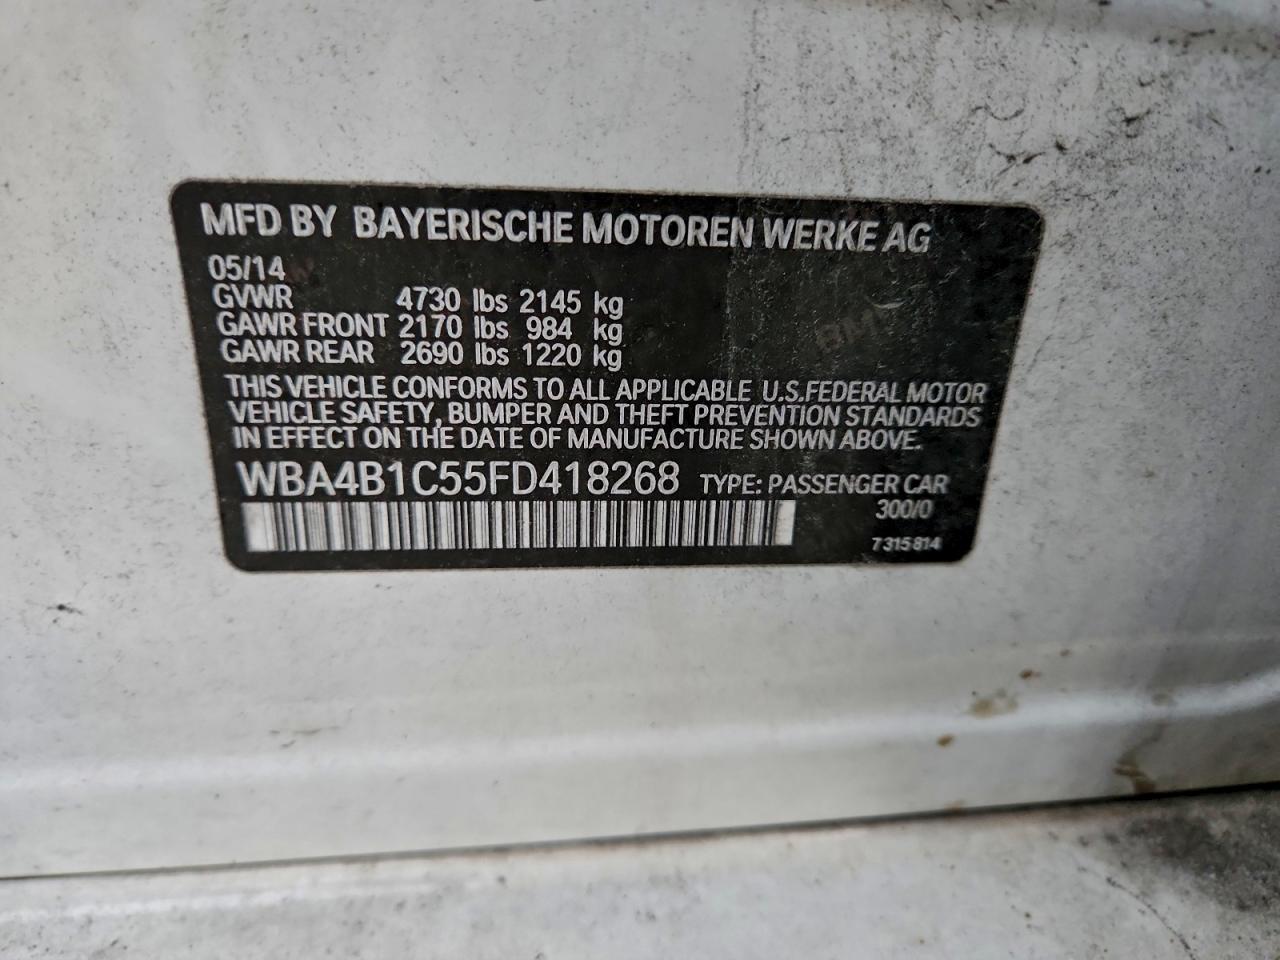 MFD BY BAYERISCHE MOTOREN WERKE AG
05/14
GVWR 4730 lbs 2145 kg
GAWR FRONT 2170 lbs 984 kg
GAWR REAR 2690 lbs 1220 kg
THIS VEHICLE CONFORMS TO ALL APPLICABLE U.S.FEDERAL MOTOR
VEHICLE SAFETY, BUMPER AND THEFT PREVENTION STANDARDS
IN EFFECT ON THE DATE OF MANUFACTURE SHOWN ABOVE.
WBA4B1C55FD418268 TYPE: PASSENGER CAR
300/0
7315814